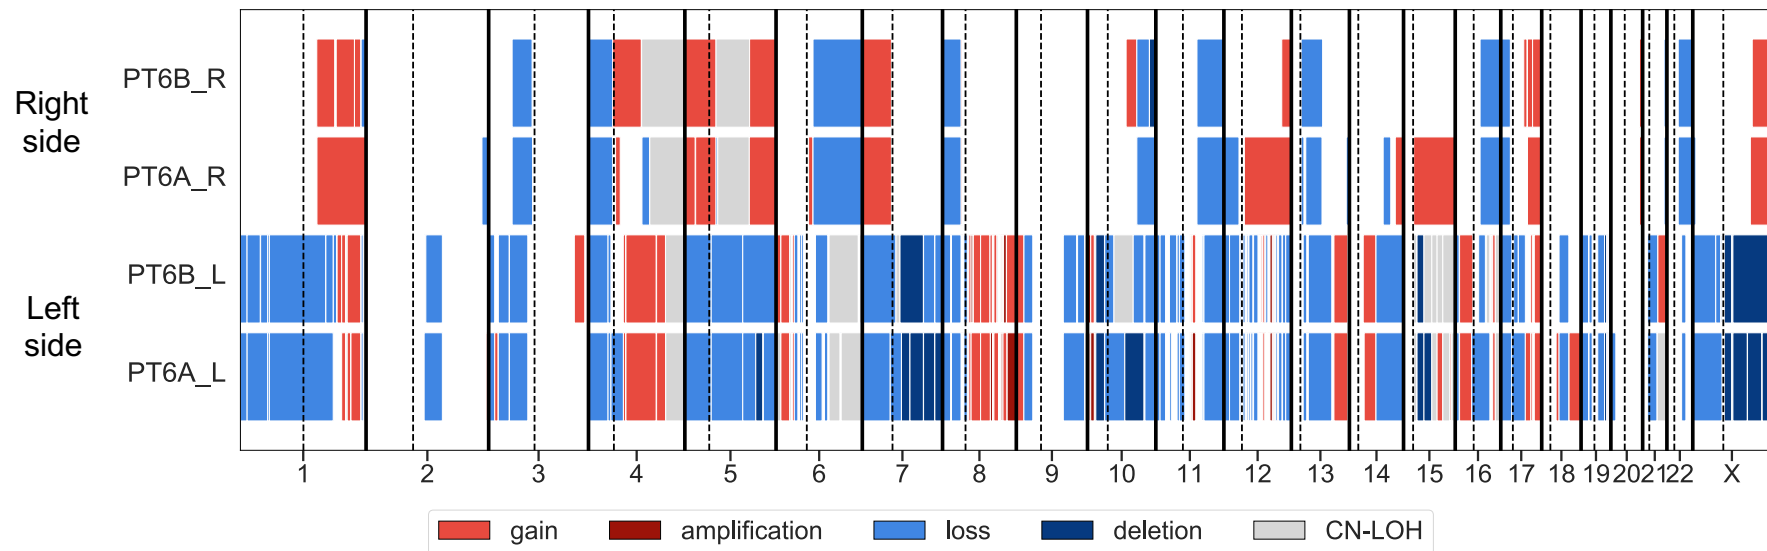 Right
side
PT6B_R
PT6A_R
Left
side
PT6B_L
PT6A_L
1 2 3 4 5 6 7 8 9 10 11 12 13 14 15 16 17 18 19 20 21 22 X
gain amplification loss deletion CN-LOH